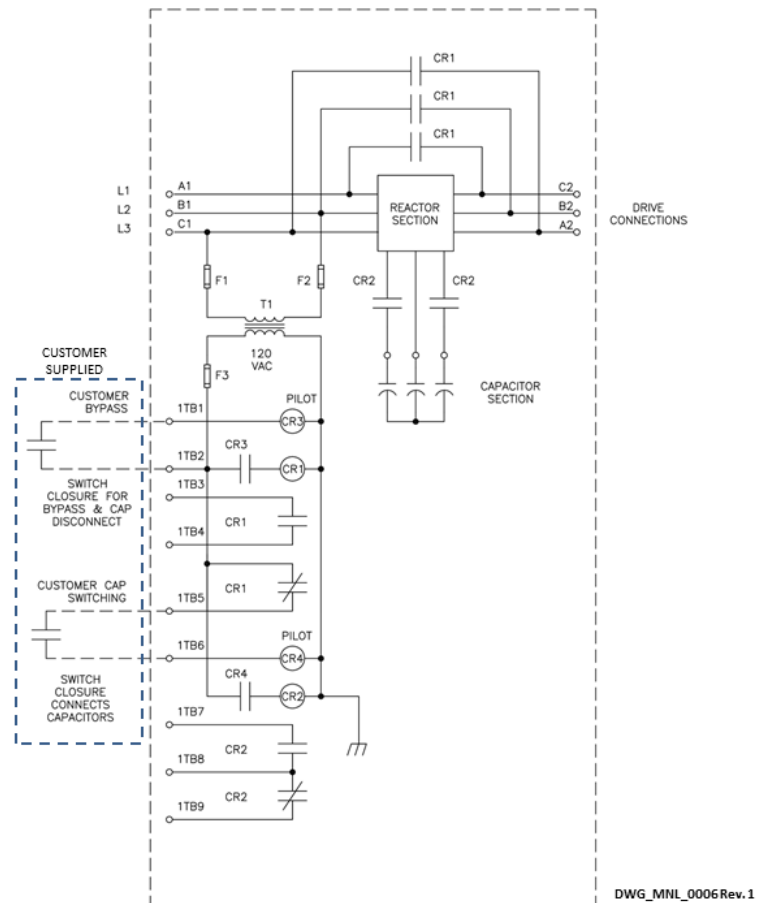 CR1
CR1
CR1
L1
A1
C2
L2
B1
B2
L3
C1
A2
REACTOR
SECTION
DRIVE
CONNECTIONS
F1
F2
CR2
CR2
T1
120
VAC
F3
CAPACITOR
SECTION
CUSTOMER
SUPPLIED
CUSTOMER
BYPASS
1TB1
PILOT
CR3
1TB2
CR3
CR1
SWITCH
CLOSURE FOR
BYPASS & CAP
DISCONNECT
1TB3
CR1
1TB4
CUSTOMER CAP
SWITCHING
CR1
1TB5
1TB6
PILOT
CR4
SWITCH
CLOSURE
CONNECTS
CAPACITORS
CR4
CR2
1TB7
CR2
1TB8
CR2
1TB9
DWG_MNL_0006 Rev. 1